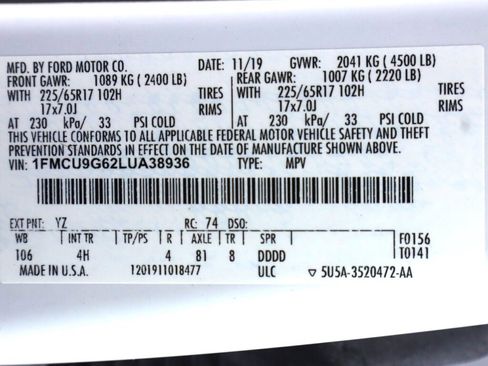 MFD. BY FORD MOTOR CO. DATE: 11/19 GVWR: 2041 KG ( 4500 LB)
FRONT GAWR: 1089 KG ( 2400 LB) REAR GAWR: 1007 KG ( 2220 LB)
WITH 225/65R17 102H TIRES WITH 225/65R17 102H TIRES
17x7.0J RIMS 17x7.0J RIMS
AT 230 kPa/ 33 PSI COLD AT 230 kPa/ 33 PSI COLD
THIS VEHICLE CONFORMS TO ALL APPLICABLE FEDERAL MOTOR VEHICLE SAFETY AND THEFT
PREVENTION STANDARDS IN EFFECT ON THE DATE OF MANUFACTURE SHOWN ABOVE.
VIN: 1FMCU9G62LUA38936 TYPE: MPV
EXT PNT: YZ RC: 74 DSO:
WB INT TR TP/PS R AXLE TR SPR F0156
T06 4H 4 81 8 DDDD T0141
MADE IN U.S.A. 1201911018477 ULC ▽ 5U5A-3520472-AA